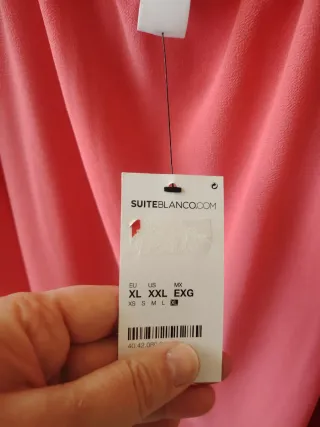 SUITEBLANCO.COM
EU US MX
XL XXL EXG
XS S M L XL